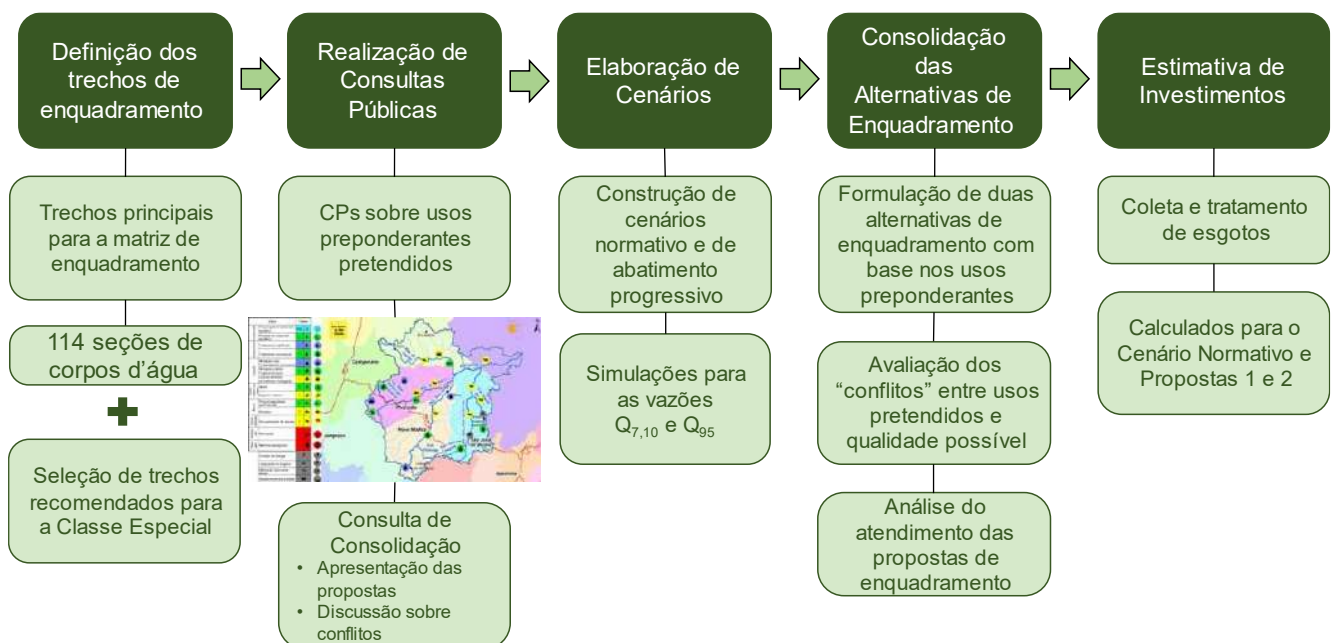 Definição dos
trechos de
enquadramento
Realização de
Consultas
Públicas
Elaboração de
Cenários
Consolidação
das
Alternativas de
Enquadramento
Estimativa de
Investimentos
Trechos principais
para a matriz de
enquadramento
114 seções de
corpos d'água
Seleção de trechos
recomendados para
a Classe Especial
CPs sobre usos
preponderantes
pretendidos
Consulta de
Consolidação
• Apresentação das
propostas
• Discussão sobre
conflitos
Construção de
cenários
normativo e de
abatimento
progressivo
Simulações para
as vazões
Q7,10 e Q95
Formulação de duas
alternativas de
enquadramento com
base nos usos
preponderantes
Avaliação dos
“conflitos” entre usos
pretendidos e
qualidade possível
Análise do
atendimento das
propostas de
enquadramento
Coleta e tratamento
de esgotos
Calculados para o
Cenário Normativo e
Propostas 1 e 2